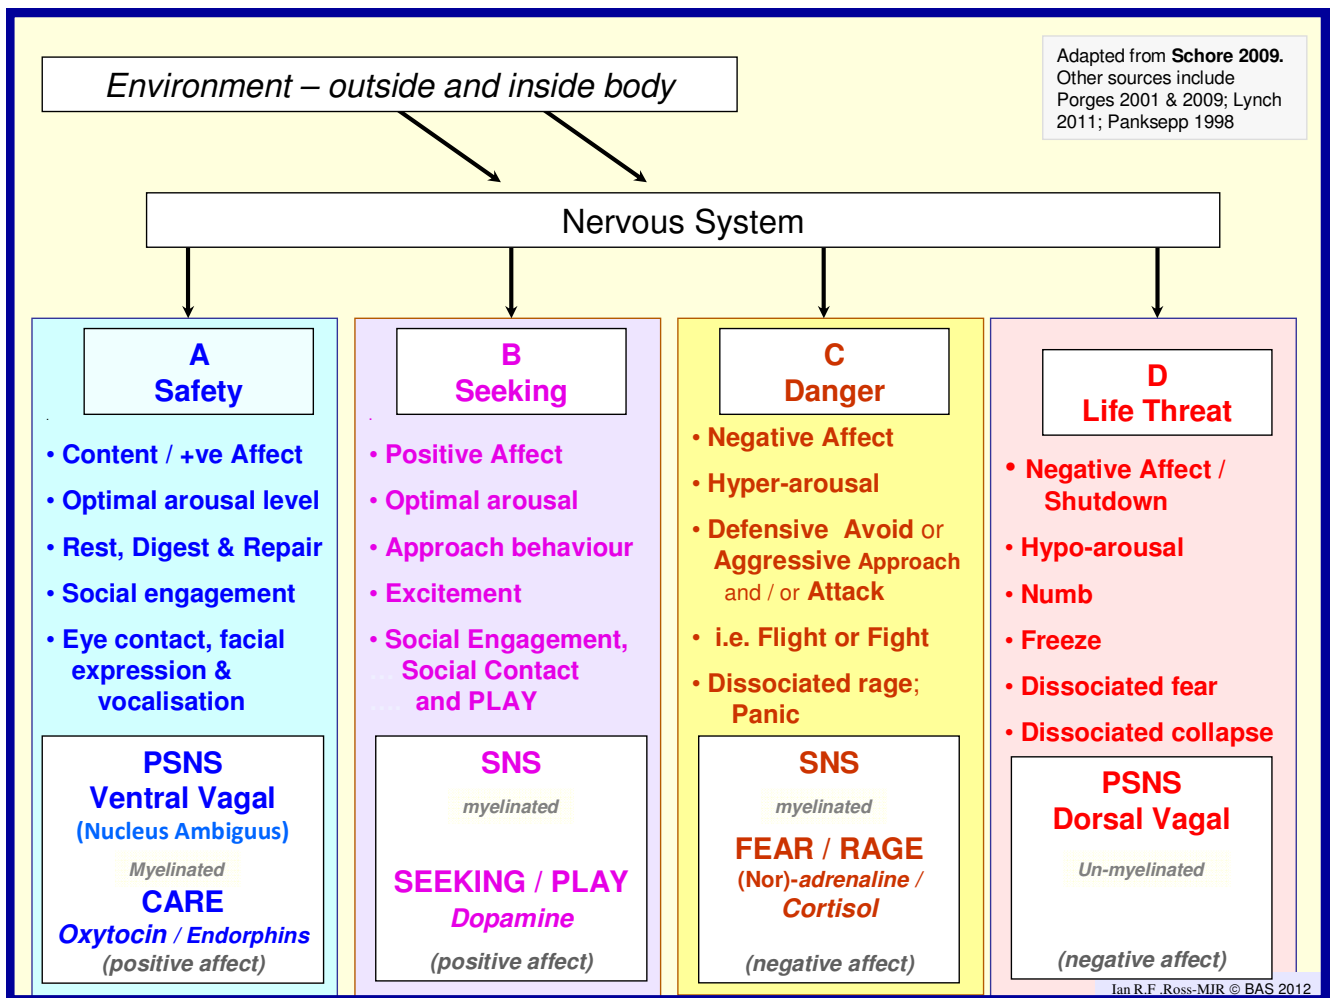 Environment – outside and inside body
Adapted from Schore 2009.
Other sources include
Porges 2001 & 2009; Lynch
2011; Panksepp 1998
Nervous System
A
Safety
• Content / +ve Affect
• Optimal arousal level
• Rest, Digest & Repair
• Social engagement
• Eye contact, facial
expression &
vocalisation
PSNS
Ventral Vagal
(Nucleus Ambiguus)
Myelinated
CARE
Oxytocin / Endorphins
(positive affect)
B
Seeking
• Positive Affect
• Optimal arousal
• Approach behaviour
• Excitement
• Social Engagement,
... Social Contact
.... and PLAY
SNS
myelinated
SEEKING / PLAY
Dopamine
(positive affect)
C
Danger
• Negative Affect
• Hyper-arousal
• Defensive Avoid or
Aggressive Approach
and / or Attack
• i.e. Flight or Fight
• Dissociated rage;
Panic
SNS
myelinated
FEAR / RAGE
(Nor)-adrenaline /
Cortisol
(negative affect)
D
Life Threat
• Negative Affect /
Shutdown
• Hypo-arousal
• Numb
• Freeze
• Dissociated fear
• Dissociated collapse
PSNS
Dorsal Vagal
Un-myelinated
(negative affect)
Ian R.F .Ross-MJR © BAS 2012